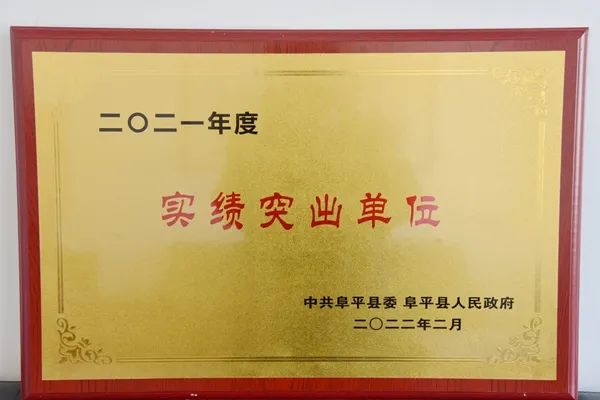 二〇二一年度
实绩突出单位
中共阜平县委 阜平县人民政府
二〇二二年二月